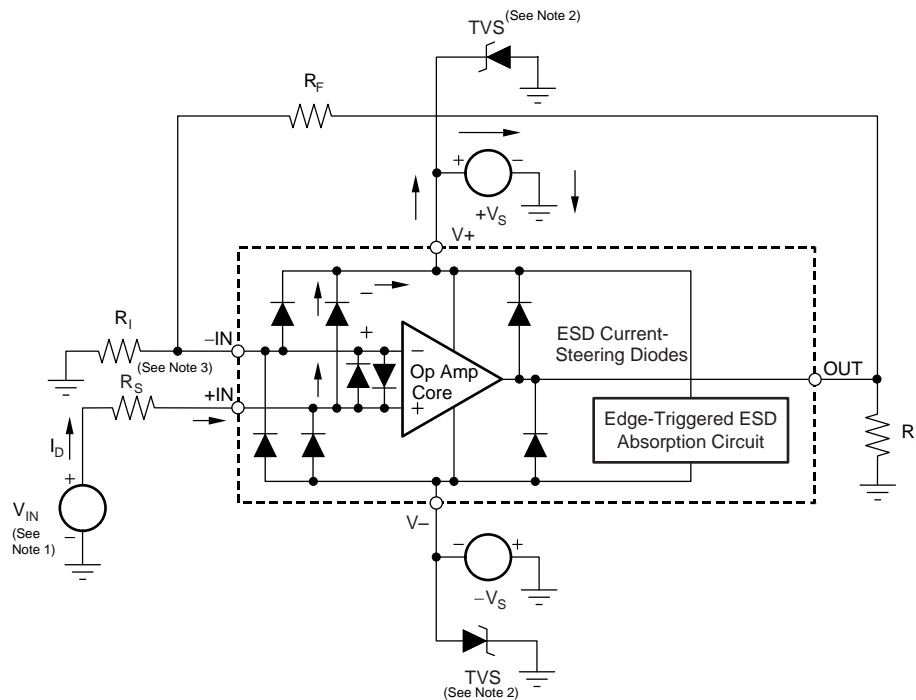 TVS (See Note 2)
R_F
+ −
+V_S
V+
−
+
R_I
−IN
(See Note 3)
R_S
+IN
I_D
+
V_IN
(See
Note 1)
−
−
Op Amp
Core
+
ESD Current-
Steering Diodes
Edge-Triggered ESD
Absorption Circuit
OUT
R
V−
− +
−V_S
TVS
(See Note 2)